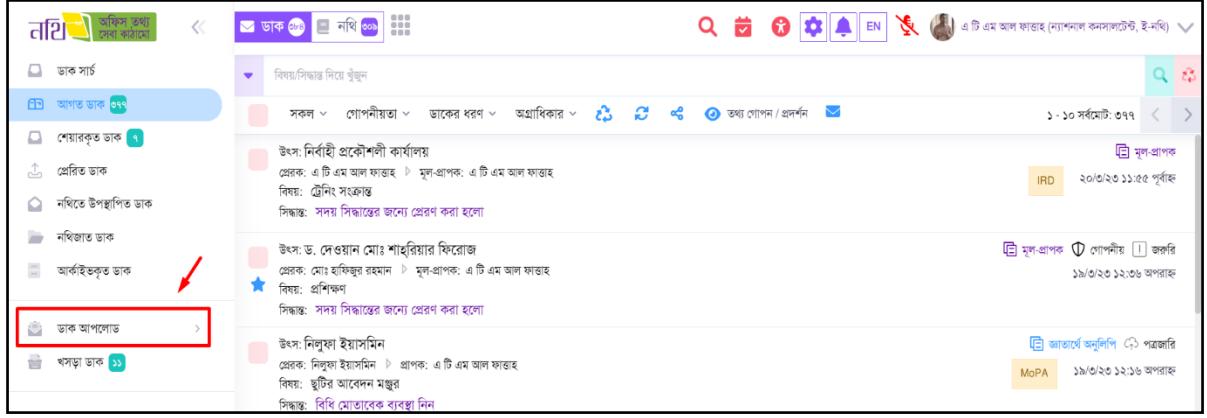 নথি অফিস তথ্য সেবা কাঠামো
ডাক ৩৮৪ নথি ৩০৯ EN এ টি এম আল ফাত্তাহ (ন্যাশনাল কনসালটেন্ট, ই-নথি)
ডাক সার্চ
আগত ডাক ৩৭৭
শেয়ারকৃত ডাক ৭
প্রেরিত ডাক
নথিতে উপস্থাপিত ডাক
নথিজাত ডাক
আর্কাইভকৃত ডাক
ডাক আপলোড
খসড়া ডাক ১১
বিষয়/সিদ্ধান্ত দিয়ে খুঁজুন
সকল গোপনীয়তা ডাকের ধরণ অগ্রাধিকার তথ্য গোপন / প্রদর্শন ১ - ১০ সর্বমোট: ৩৭৭
উৎস: নির্বাহী প্রকৌশলী কার্যালয় মূল-প্রাপক
প্রেরক: এ টি এম আল ফাত্তাহ মূল-প্রাপক: এ টি এম আল ফাত্তাহ
IRD ২০/৩/২৩ ১১:৫৫ পূর্বাহ্ন
বিষয়: ট্রেনিং সংক্রান্ত
সিদ্ধান্ত: সদয় সিদ্ধান্তের জন্যে প্রেরণ করা হলো
উৎস: ড. দেওয়ান মোঃ শাহ্‌রিয়ার ফিরোজ মূল-প্রাপক গোপনীয় জরুরি
প্রেরক: মোঃ হাফিজুর রহমান মূল-প্রাপক: এ টি এম আল ফাত্তাহ ১৯/৩/২৩ ১২:৩৬ অপরাহ্ন
বিষয়: প্রশিক্ষণ
সিদ্ধান্ত: সদয় সিদ্ধান্তের জন্যে প্রেরণ করা হলো
উৎস: নিলুফা ইয়াসমিন জ্ঞাতার্থে অনুলিপি পত্রজারি
প্রেরক: নিলুফা ইয়াসমিন প্রাপক: এ টি এম আল ফাত্তাহ
MoPA ১৯/৩/২৩ ১২:১৬ অপরাহ্ন
বিষয়: ছুটির আবেদন মঞ্জুর
সিদ্ধান্ত: বিধি মোতাবেক ব্যবস্থা নিন